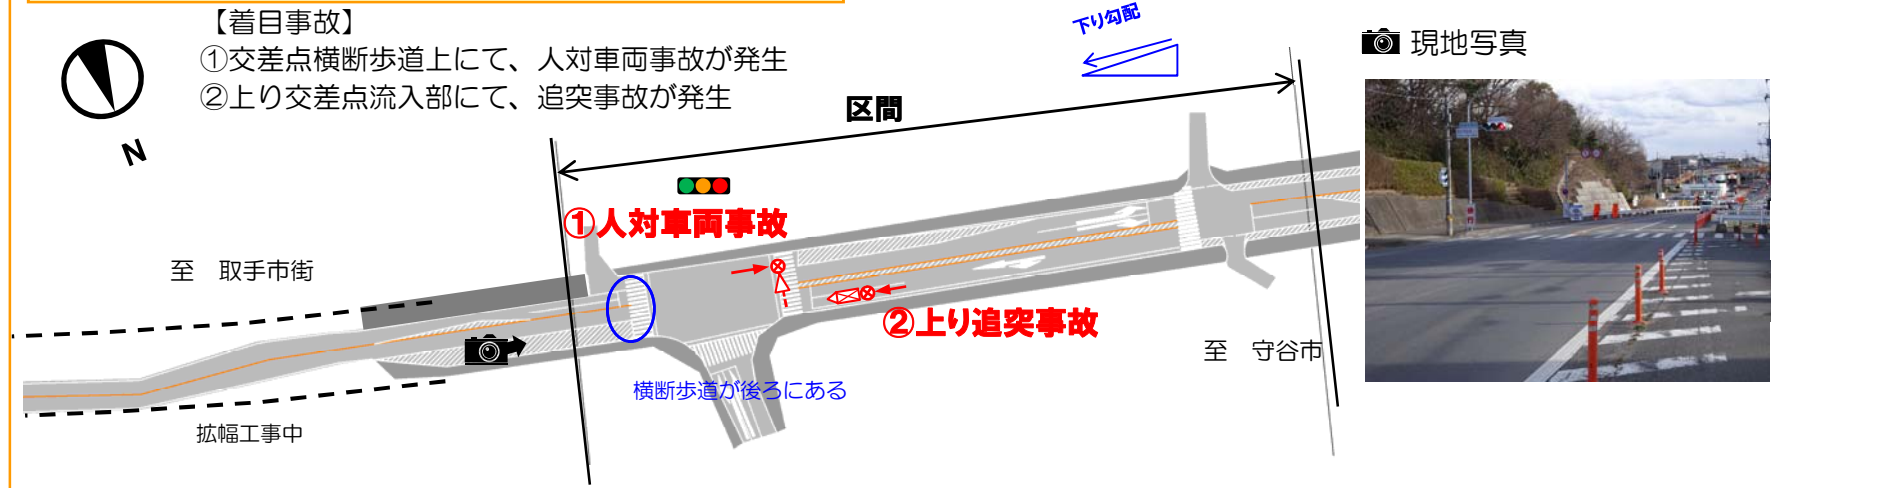 【着目事故】
①交差点横断歩道上にて、人対車両事故が発生
②上り交差点流入部にて、追突事故が発生
N
下り勾配
区間
現地写真
①人対車両事故
至　取手市街
②上り追突事故
至　守谷市
横断歩道が後ろにある
拡幅工事中